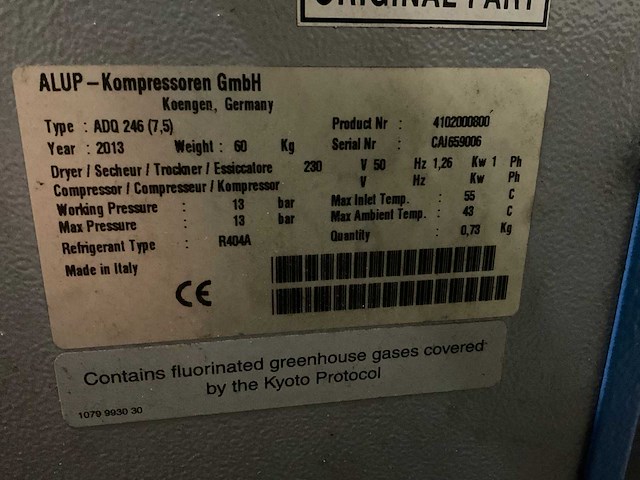 ORIGINAL PART
ALUP – Kompressoren GmbH
Koengen, Germany
Type : ADQ 246 (7,5) Product Nr : 4102000800
Year : 2013 Weight : 60 Kg Serial Nr : CAI659006
Dryer / Secheur / Trockner / Essiccatore 230 V 50 Hz 1,26 Kw 1 Ph
Compressor / Compresseur / Kompressor V Hz Kw Ph
Working Pressure : 13 bar Max Inlet Temp. : 55 C
Max Pressure : 13 bar Max Ambient Temp. : 43 C
Refrigerant Type : R404A Quantity : 0,73 Kg
Made in Italy
CE
Contains fluorinated greenhouse gases covered
by the Kyoto Protocol
1079 9930 30